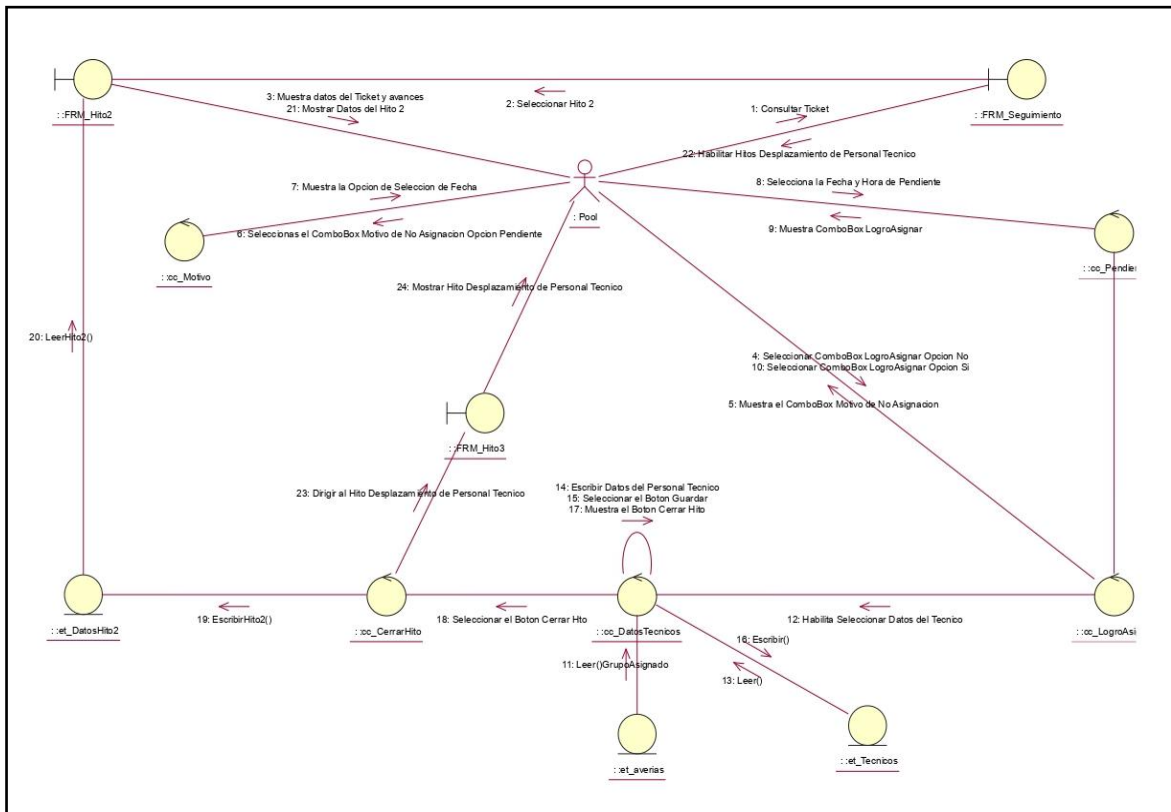 3: Muestra datos del Ticket y avances
21: Mostrar Datos del Hito 2
2: Seleccionar Hito 2
1: Consultar Ticket
: :FRM_Hito2
: :FRM_Seguimiento
22: Habilitar Hitos Desplazamiento de Personal Tecnico
7: Muestra la Opcion de Seleccion de Fecha
8: Selecciona la Fecha y Hora de Pendiente
: Pool
6: Seleccionas el ComboBox Motivo de No Asignacion Opcion Pendiente
9: Muestra ComboBox LogroAsignar
: :cc_Motivo
: :cc_Pendier
24: Mostrar Hito Desplazamiento de Personal Tecnico
20: LeerHito2()
4: Seleccionar ComboBox LogroAsignar Opcion No
10: Seleccionar ComboBox LogroAsignar Opcion Si
5: Muestra el ComboBox Motivo de No Asignacion
: :FRM_Hito3
23: Dirigir al Hito Desplazamiento de Personal Tecnico
14: Escribir Datos del Personal Tecnico
15: Seleccionar el Boton Guardar
17: Muestra el Boton Cerrar Hito
19: EscribirHito2()
18: Seleccionar el Boton Cerrar Hto
12: Habilita Seleccionar Datos del Tecnico
: :et_DatosHito2
: :cc_CerrarHito
: :cc_DatosTecnicos
: :cc_LogroAsi
16: Escribir()
11: Leer()GrupoAsignado
13: Leer()
: :et_averias
: :et_Tecnicos